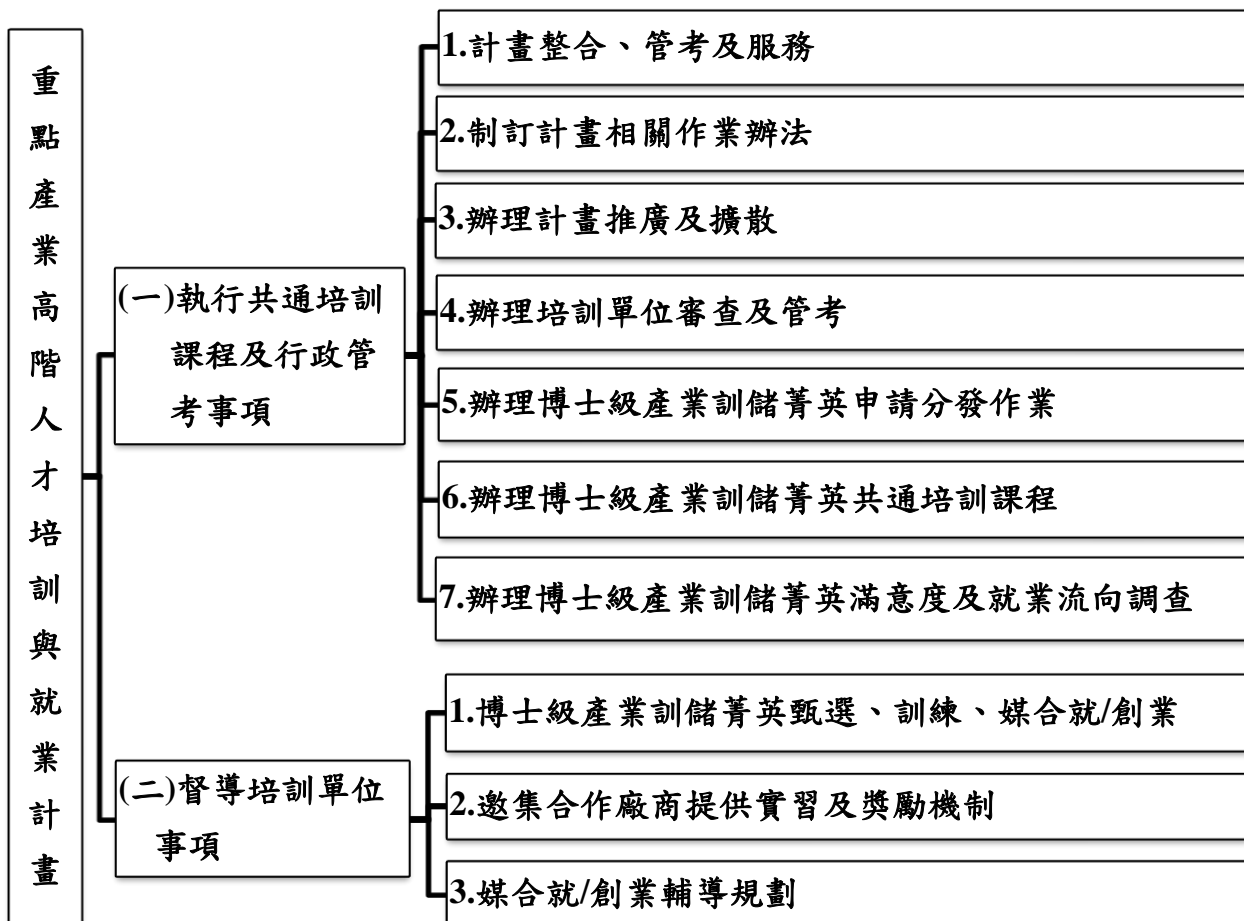 重點產業高階人才培訓與就業計畫
(一)執行共通培訓
課程及行政管
考事項
1.計畫整合、管考及服務
2.制訂計畫相關作業辦法
3.辦理計畫推廣及擴散
4.辦理培訓單位審查及管考
5.辦理博士級產業訓儲菁英申請分發作業
6.辦理博士級產業訓儲菁英共通培訓課程
7.辦理博士級產業訓儲菁英滿意度及就業流向調查
(二)督導培訓單位
事項
1.博士級產業訓儲菁英甄選、訓練、媒合就/創業
2.邀集合作廠商提供實習及獎勵機制
3.媒合就/創業輔導規劃